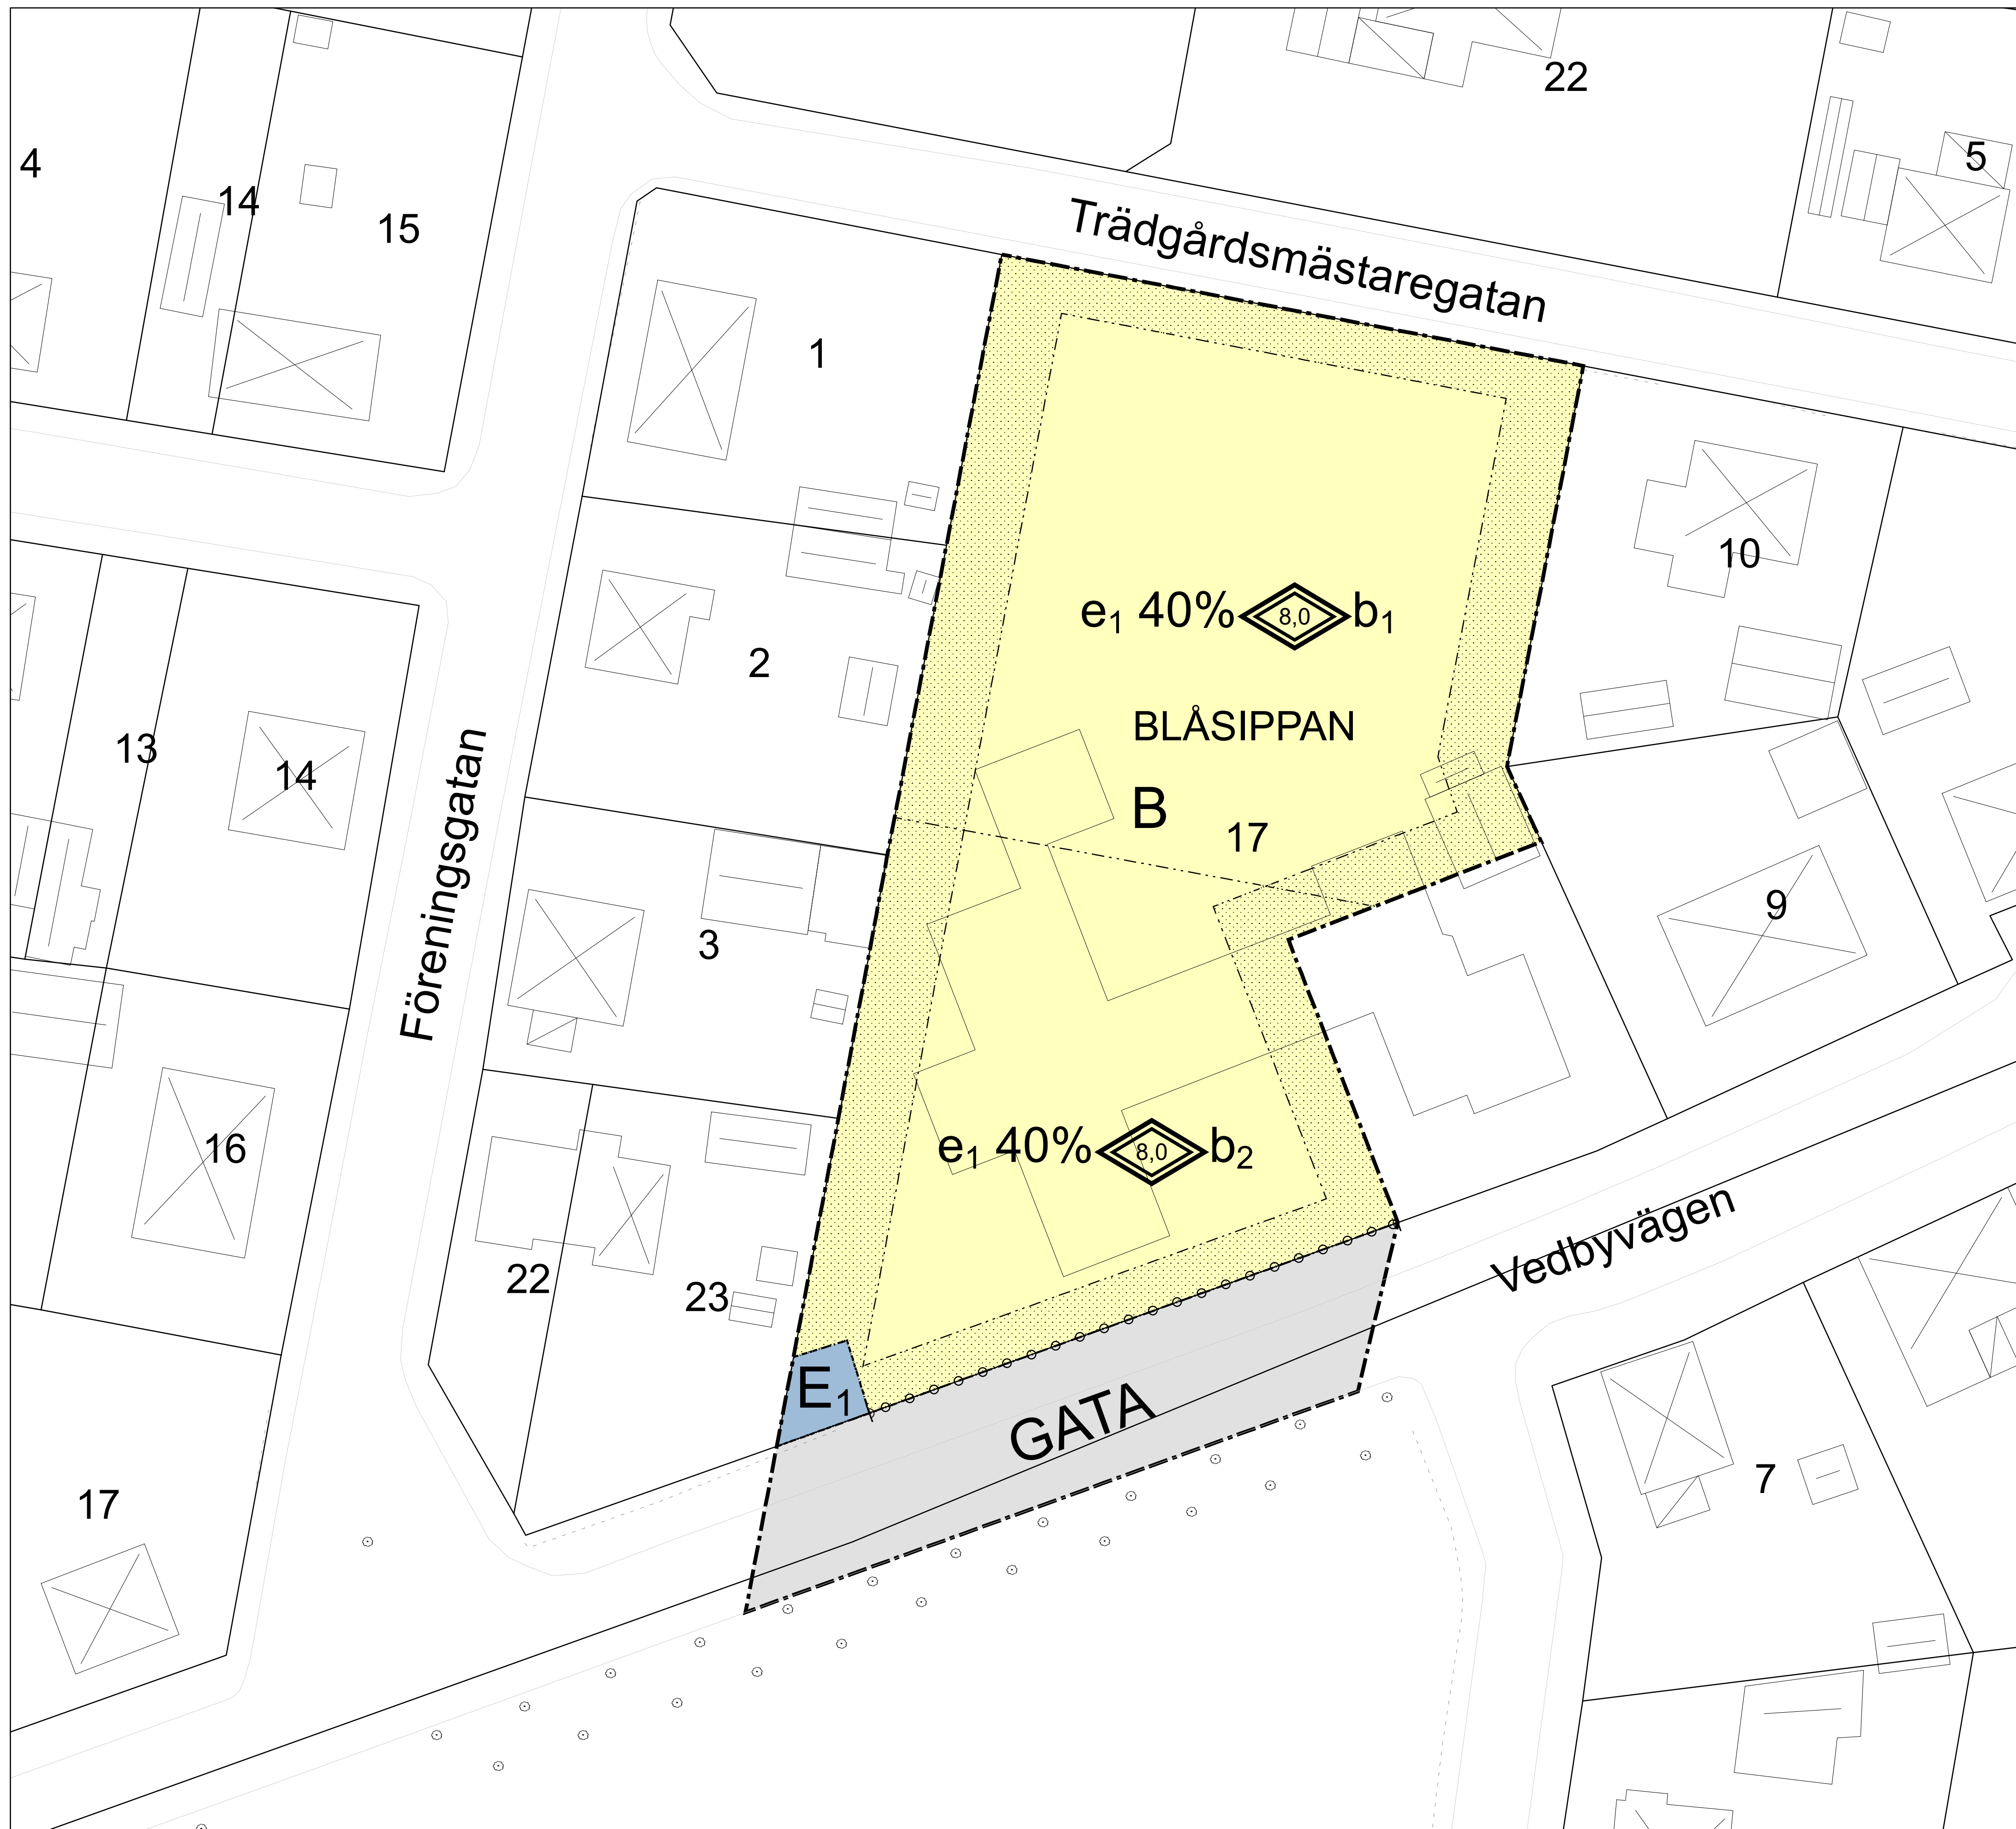 22
4
14
5
15
Trädgårdsmästaregatan
1
10
e₁ 40% 8,0 b₁
2
BLÅSIPPAN
13
14
B
17
Föreningsgatan
9
3
16
e₁ 40% 8,0 b₂
Vedbyvägen
22
23
E₁
GATA
7
17